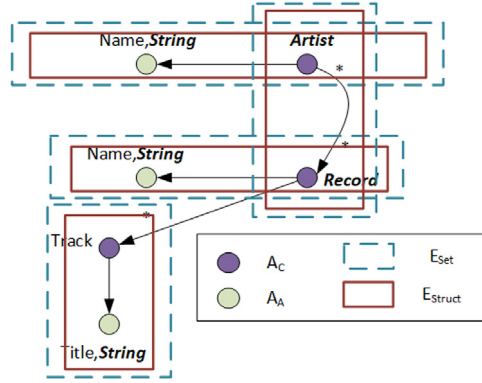 Name,String
Artist
*
*
Name,String
Record
*
Track
Title,String
A_C
E_Set
A_A
E_Struct